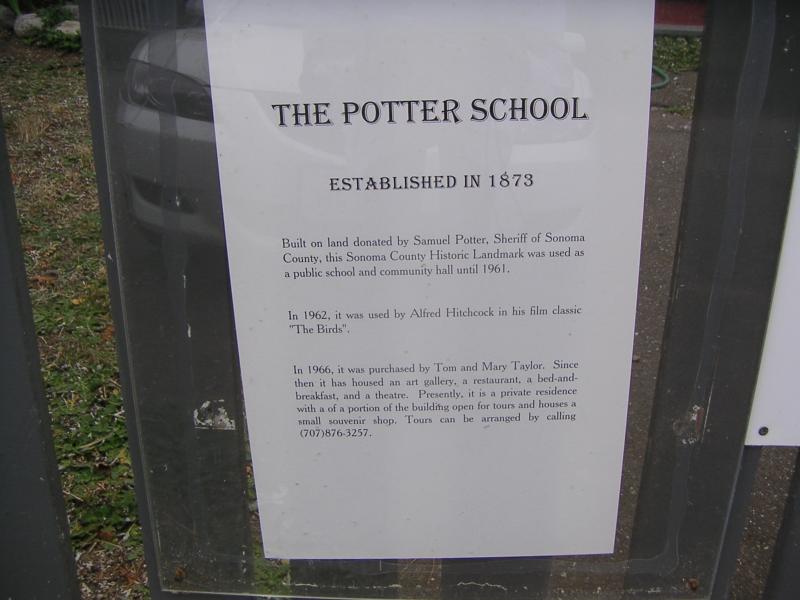 THE POTTER SCHOOL
ESTABLISHED IN 1873
Built on land donated by Samuel Potter, Sheriff of Sonoma
County, this Sonoma County Historic Landmark was used as
a public school and community hall until 1961.
In 1962, it was used by Alfred Hitchcock in his film classic
"The Birds".
In 1966, it was purchased by Tom and Mary Taylor. Since
then it has housed an art gallery, a restaurant, a bed-and-
breakfast, and a theatre. Presently, it is a private residence
with a of a portion of the building open for tours and houses a
small souvenir shop. Tours can be arranged by calling
(707)876-3257.